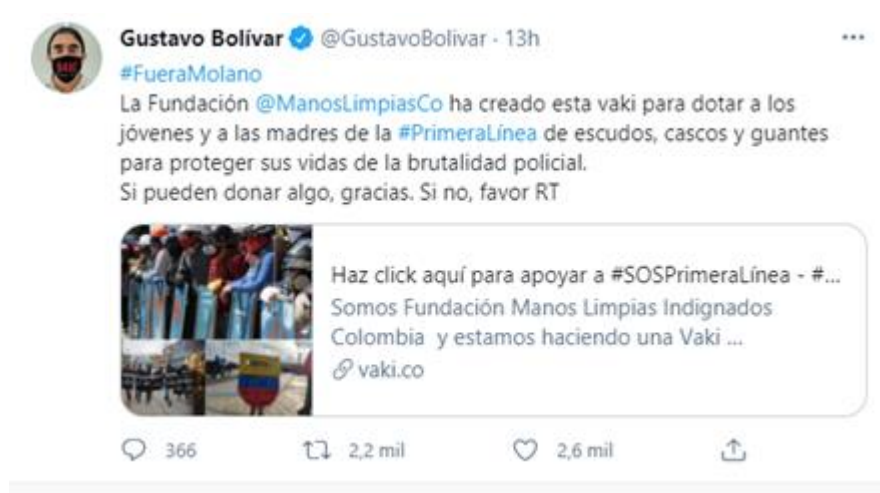 Gustavo Bolívar @GustavoBolivar · 13h
#FueraMolano
La Fundación @ManosLimpiasCo ha creado esta vaki para dotar a los
jóvenes y a las madres de la #PrimeraLínea de escudos, cascos y guantes
para proteger sus vidas de la brutalidad policial.
Si pueden donar algo, gracias. Si no, favor RT
Haz click aquí para apoyar a #SOSPrimeraLínea - #...
Somos Fundación Manos Limpias Indignados
Colombia y estamos haciendo una Vaki ...
vaki.co
366 2,2 mil 2,6 mil